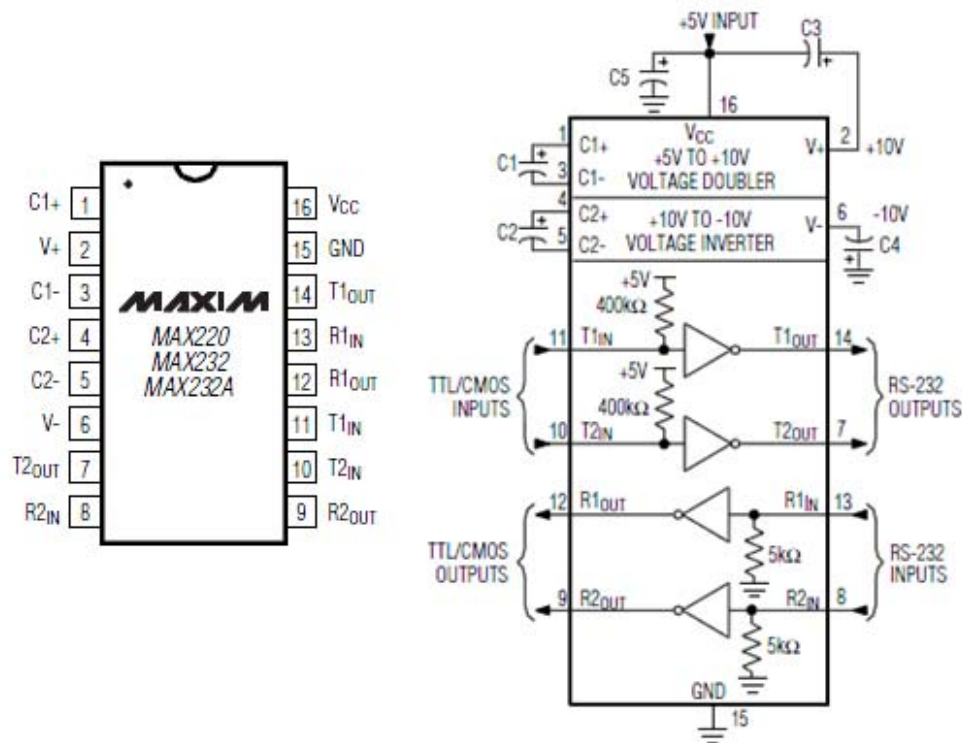 C1+ 1
V+ 2
C1- 3
C2+ 4
C2- 5
V- 6
T2OUT 7
R2IN 8
MAXIM
MAX220
MAX232
MAX232A
16 VCC
15 GND
14 T1OUT
13 R1IN
12 R1OUT
11 T1IN
10 T2IN
9 R2OUT
+5V INPUT
C3
C5
16
VCC
+5V TO +10V
VOLTAGE DOUBLER
1 C1+
C1
3 C1-
V+ 2 +10V
4 C2+
C2
5 C2-
+10V TO -10V
VOLTAGE INVERTER
V- 6 -10V
C4
+5V
400kΩ
11 T1IN
T1OUT 14
+5V
400kΩ
TTL/CMOS
INPUTS
RS-232
OUTPUTS
10 T2IN
T2OUT 7
12 R1OUT
R1IN 13
5kΩ
TTL/CMOS
OUTPUTS
RS-232
INPUTS
9 R2OUT
R2IN 8
5kΩ
GND
15